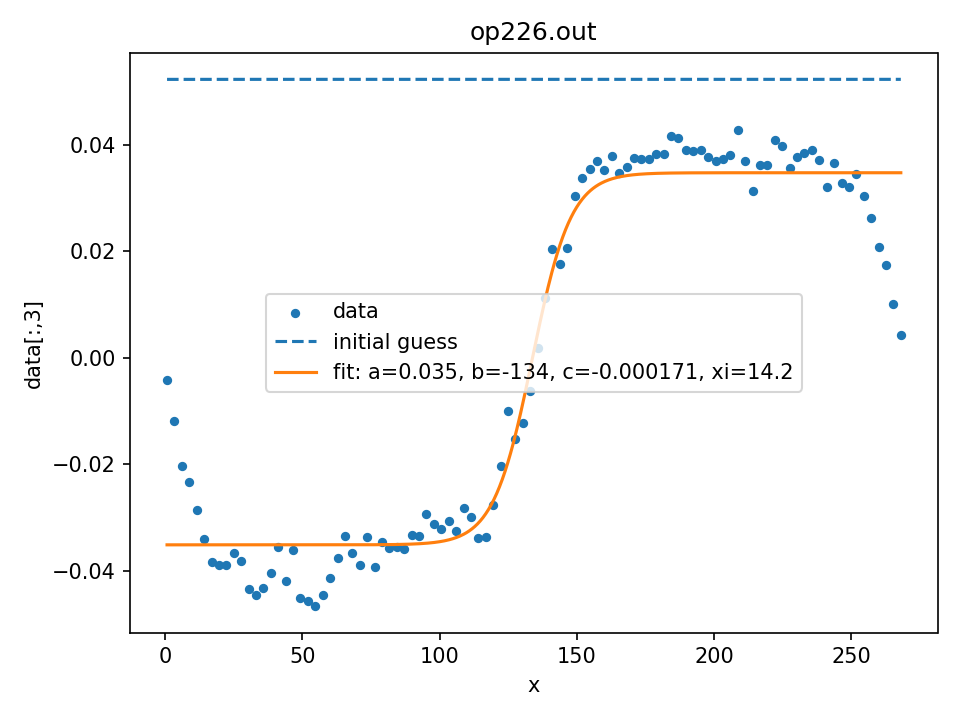 op226.out
0.04
0.02
0.00
−0.02
−0.04
data[:,3]
data
initial guess
fit: a=0.035, b=-134, c=-0.000171, xi=14.2
0 50 100 150 200 250
x